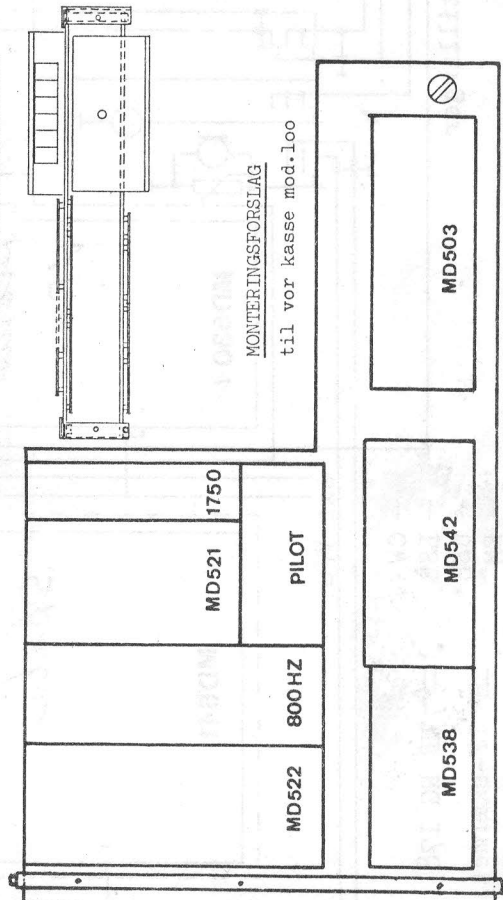 MONTERINGSFORSLAG
til vor kasse mod.loo
MD522
800HZ
MD521
1750
PILOT
MD538
MD542
MD503